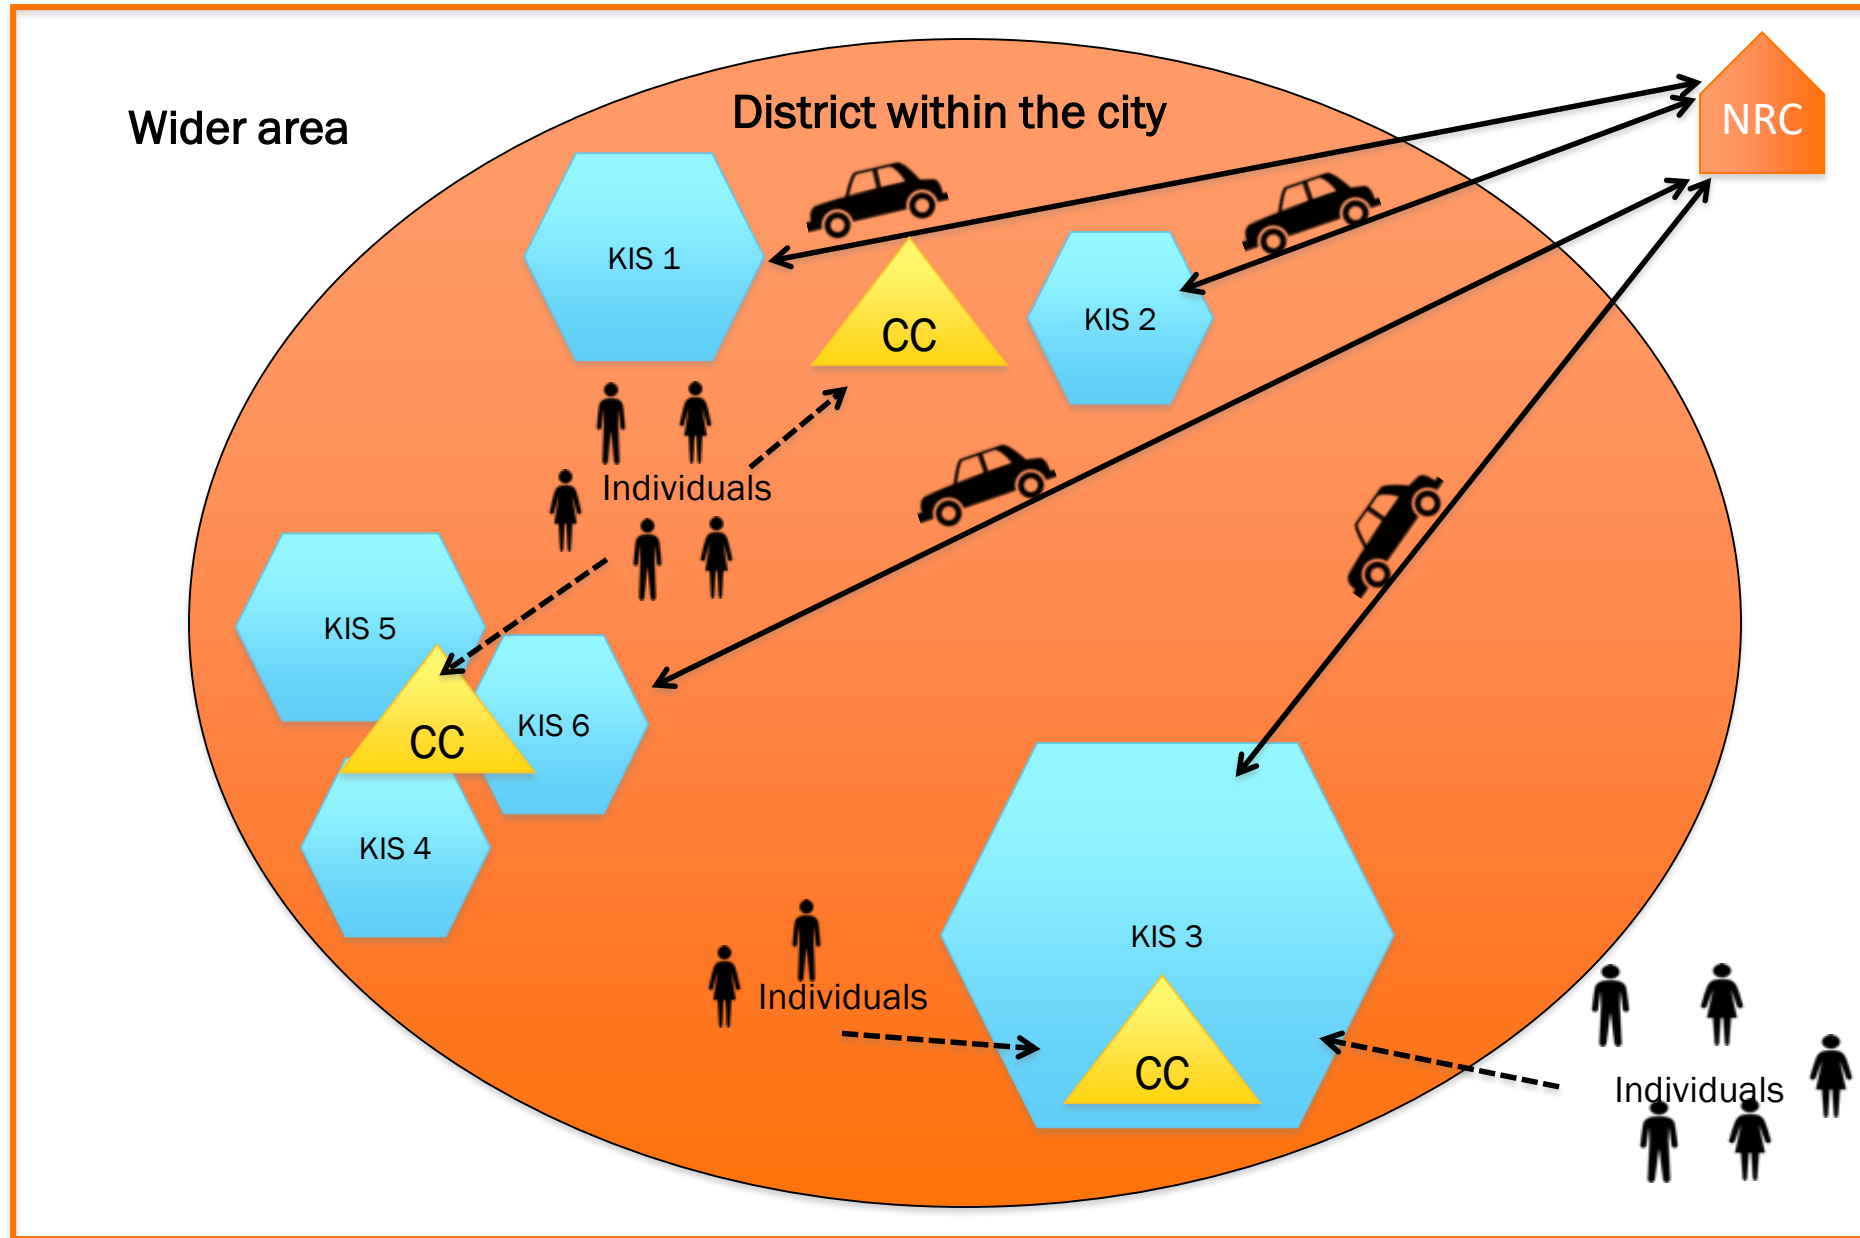 Wider area
District within the city
NRC
KIS 1
KIS 2
CC
Individuals
KIS 5
KIS 6
CC
KIS 4
KIS 3
Individuals
CC
Individuals